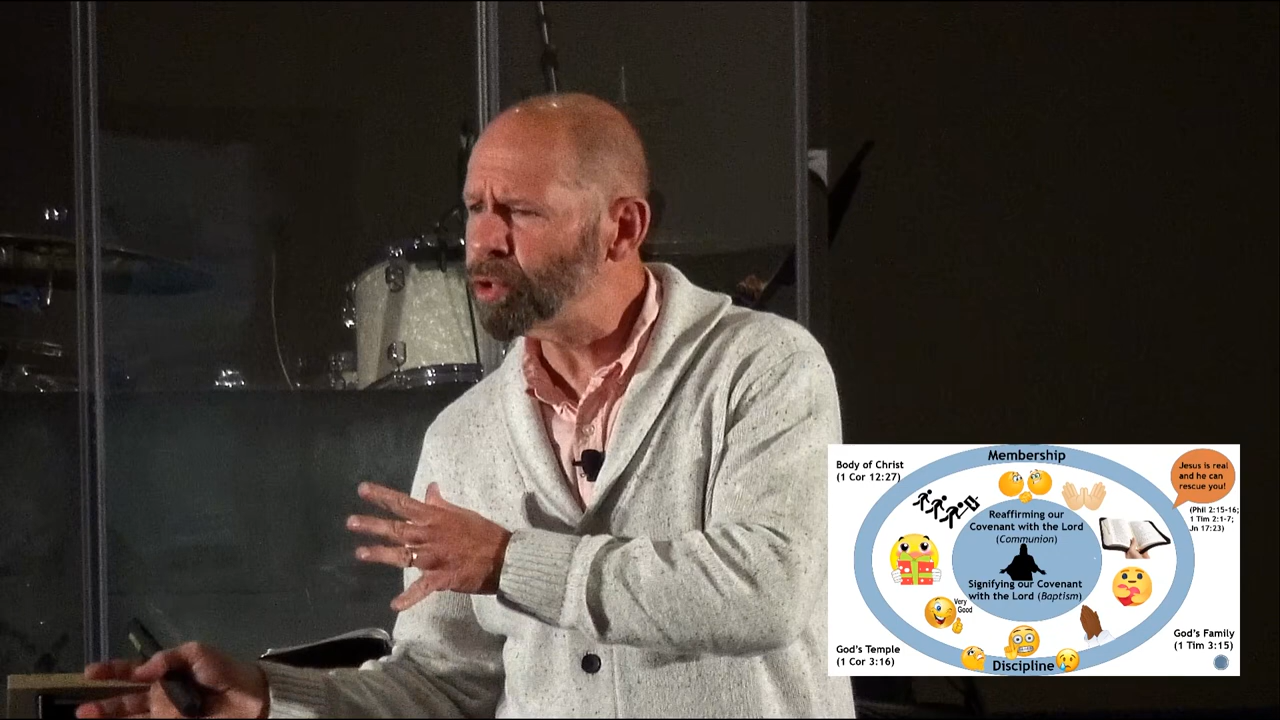 Membership
Body of Christ
(1 Cor 12:27)
Jesus is real
and he can
rescue you!
(Phil 2:15-16;
1 Tim 2:1-7;
Jn 17:23)
Reaffirming our
Covenant with the Lord
(Communion)
Signifying our Covenant
with the Lord (Baptism)
Very
Good
God's Temple
(1 Cor 3:16)
God's Family
(1 Tim 3:15)
Discipline